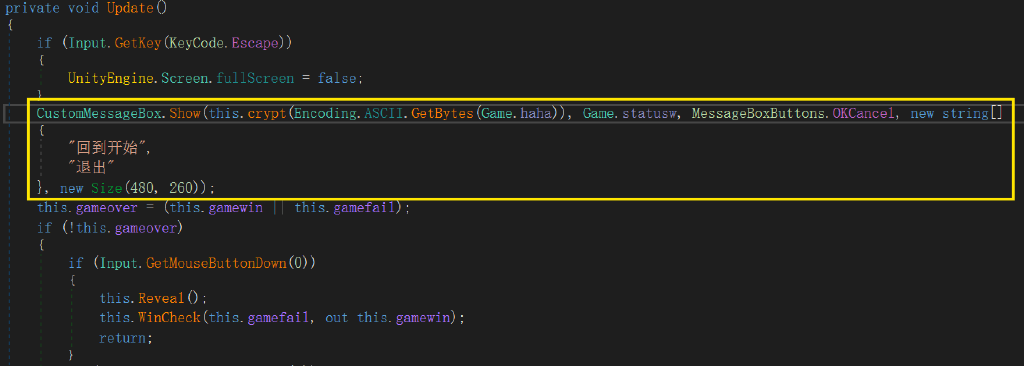 private void Update()
{
if (Input.GetKey(KeyCode.Escape))
{
UnityEngine.Screen.fullScreen = false;
}
CustomMessageBox.Show(this.crypt(Encoding.ASCII.GetBytes(Game.haha)), Game.statusw, MessageBoxButtons.OKCancel, new string[]
{
"回到开始",
"退出"
}, new Size(480, 260));
this.gameover = (this.gamewin || this.gamefail);
if (!this.gameover)
{
if (Input.GetMouseButtonDown(0))
{
this.Reveal();
this.WinCheck(this.gamefail, out this.gamewin);
return;
}